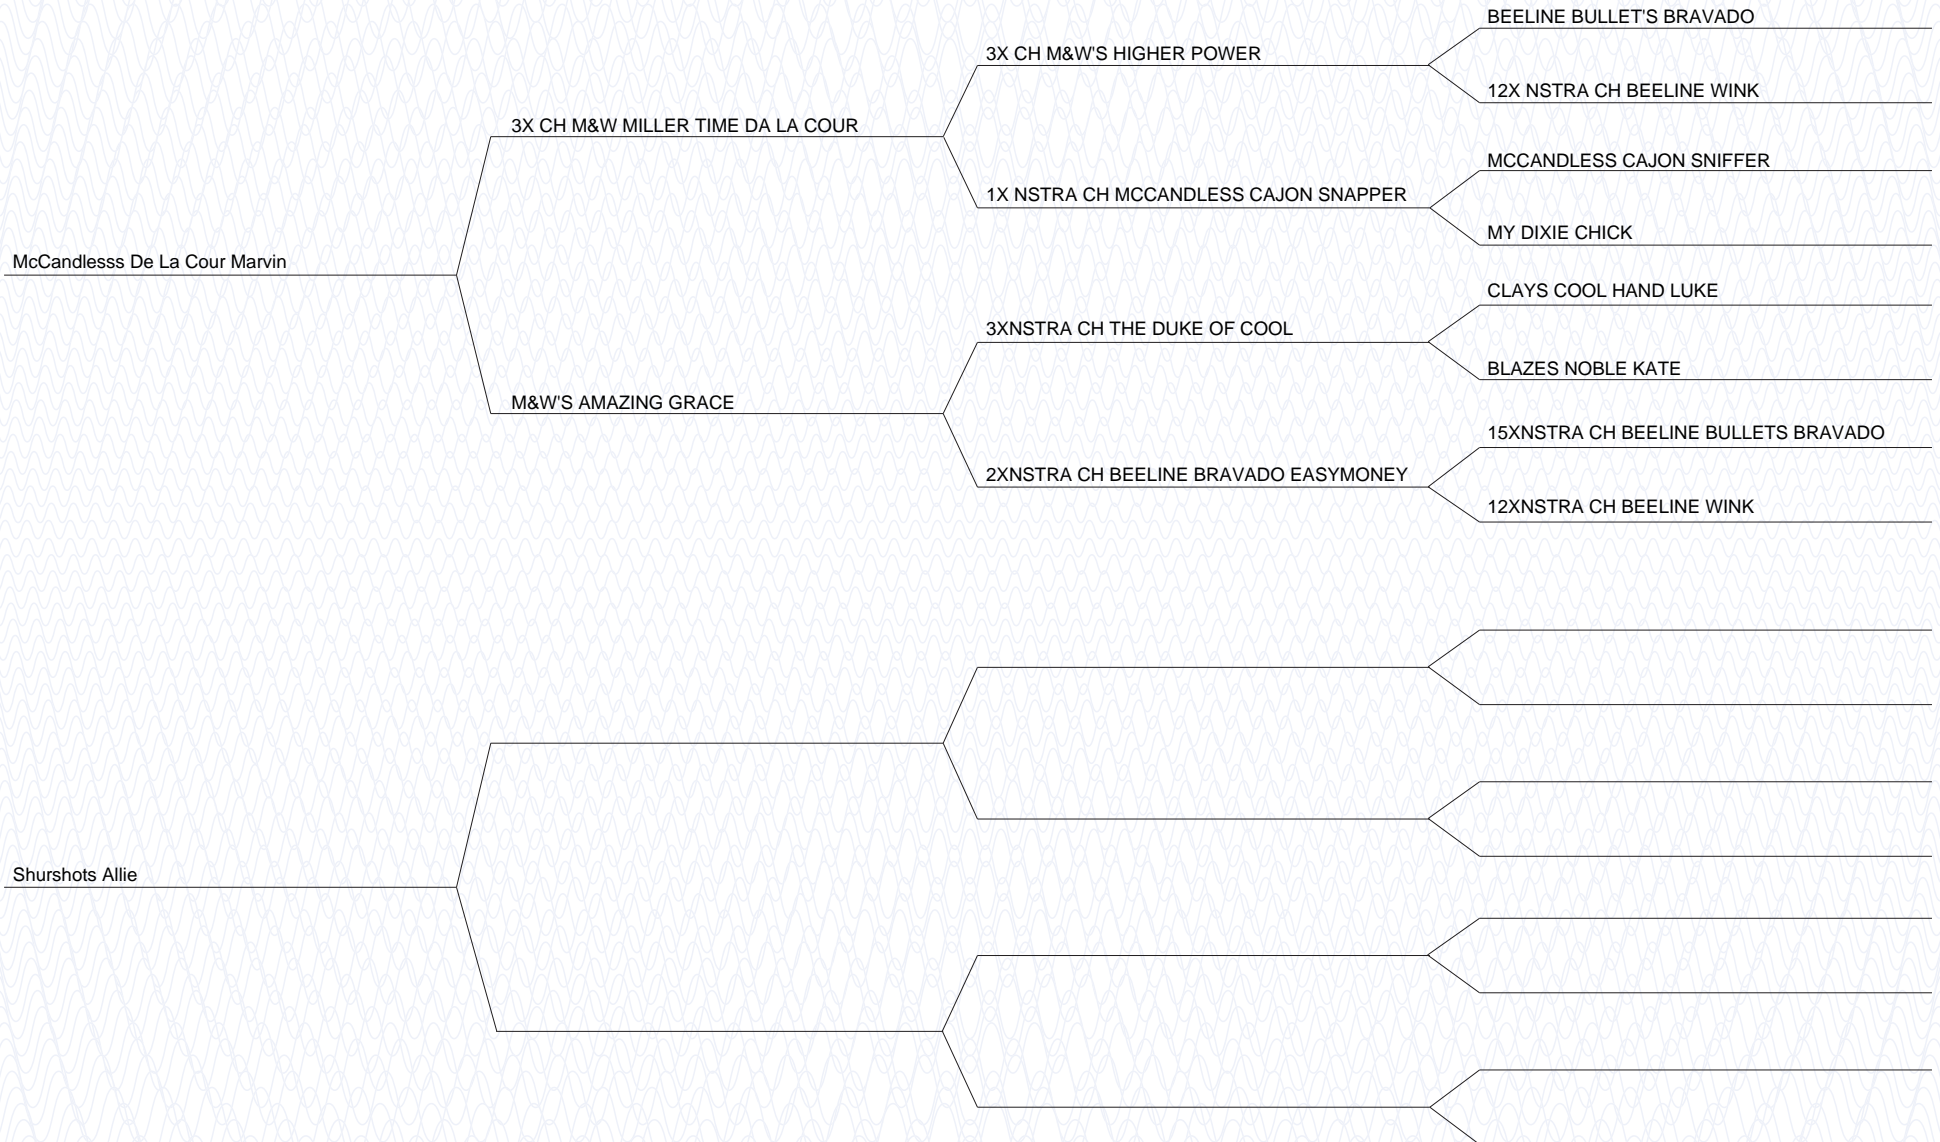 BEELINE BULLET'S BRAVADO
3X CH M&W'S HIGHER POWER
12X NSTRA CH BEELINE WINK
3X CH M&W MILLER TIME DA LA COUR
MCCANDLESS CAJON SNIFFER
1X NSTRA CH MCCANDLESS CAJON SNAPPER
MY DIXIE CHICK
McCandlesss De La Cour Marvin
CLAYS COOL HAND LUKE
3XNSTRA CH THE DUKE OF COOL
BLAZES NOBLE KATE
M&W'S AMAZING GRACE
15XNSTRA CH BEELINE BULLETS BRAVADO
2XNSTRA CH BEELINE BRAVADO EASYMONEY
12XNSTRA CH BEELINE WINK
Shurshots Allie